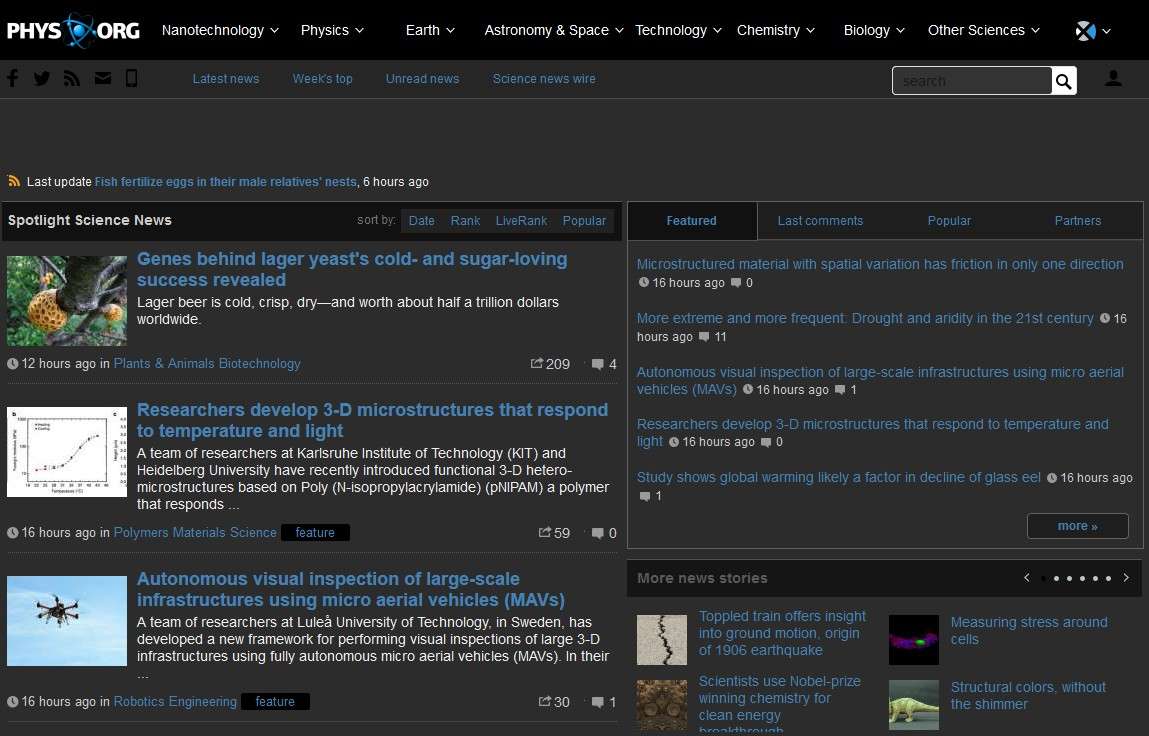 PHYS ORG
Nanotechnology Physics Earth Astronomy & Space Technology Chemistry Biology Other Sciences
Latest news Week's top Unread news Science news wire
search
Last update Fish fertilize eggs in their male relatives' nests, 6 hours ago
Spotlight Science News
sort by: Date Rank LiveRank Popular
Genes behind lager yeast's cold- and sugar-loving
success revealed
Lager beer is cold, crisp, dry—and worth about half a trillion dollars
worldwide.
12 hours ago in Plants & Animals Biotechnology 209 4
Researchers develop 3-D microstructures that respond
to temperature and light
A team of researchers at Karlsruhe Institute of Technology (KIT) and
Heidelberg University have recently introduced functional 3-D hetero-
microstructures based on Poly (N-isopropylacrylamide) (pNIPAM) a polymer
that responds ...
16 hours ago in Polymers Materials Science feature 59 0
Autonomous visual inspection of large-scale
infrastructures using micro aerial vehicles (MAVs)
A team of researchers at Luleå University of Technology, in Sweden, has
developed a new framework for performing visual inspections of large 3-D
infrastructures using fully autonomous micro aerial vehicles (MAVs). In their
...
16 hours ago in Robotics Engineering feature 30 1
Featured Last comments Popular Partners
Microstructured material with spatial variation has friction in only one direction
16 hours ago 0
More extreme and more frequent: Drought and aridity in the 21st century 16
hours ago 11
Autonomous visual inspection of large-scale infrastructures using micro aerial
vehicles (MAVs) 16 hours ago 1
Researchers develop 3-D microstructures that respond to temperature and
light 16 hours ago 0
Study shows global warming likely a factor in decline of glass eel 16 hours ago
1
more »
More news stories
Toppled train offers insight
into ground motion, origin
of 1906 earthquake
Measuring stress around
cells
Scientists use Nobel-prize
winning chemistry for
clean energy
breakthrough
Structural colors, without
the shimmer